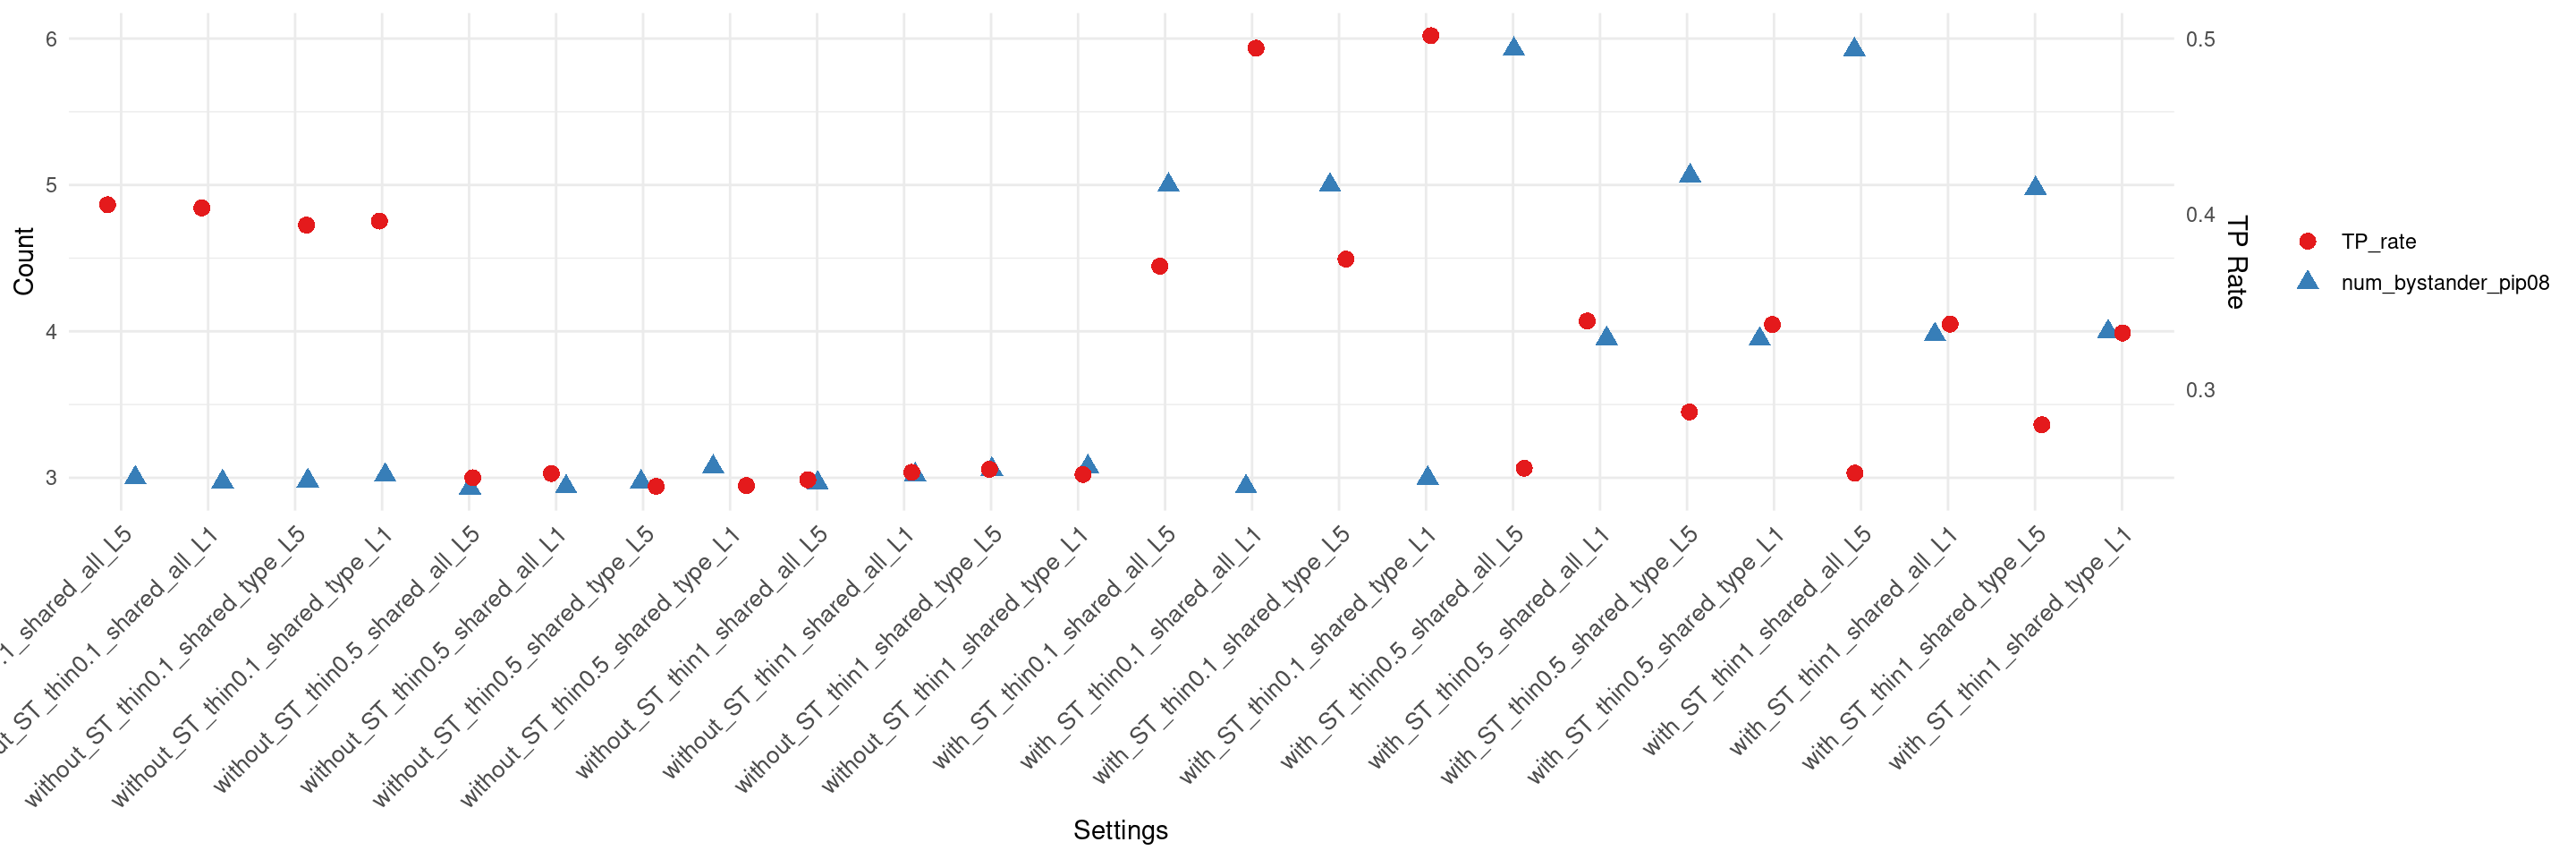 6
5
4
3
Count
0.5
0.4
0.3
TP Rate
TP_rate
num_bystander_pip08
.1_shared_all_L5
ut_ST_thin0.1_shared_all_L1
without_ST_thin0.1_shared_type_L5
without_ST_thin0.1_shared_type_L1
without_ST_thin0.5_shared_all_L5
without_ST_thin0.5_shared_all_L1
without_ST_thin0.5_shared_type_L5
without_ST_thin0.5_shared_type_L1
without_ST_thin1_shared_all_L5
without_ST_thin1_shared_all_L1
without_ST_thin1_shared_type_L5
without_ST_thin1_shared_type_L1
with_ST_thin0.1_shared_all_L5
with_ST_thin0.1_shared_all_L1
with_ST_thin0.1_shared_type_L5
with_ST_thin0.1_shared_type_L1
with_ST_thin0.5_shared_all_L5
with_ST_thin0.5_shared_all_L1
with_ST_thin0.5_shared_type_L5
with_ST_thin0.5_shared_type_L1
with_ST_thin1_shared_all_L5
with_ST_thin1_shared_all_L1
with_ST_thin1_shared_type_L5
with_ST_thin1_shared_type_L1
Settings